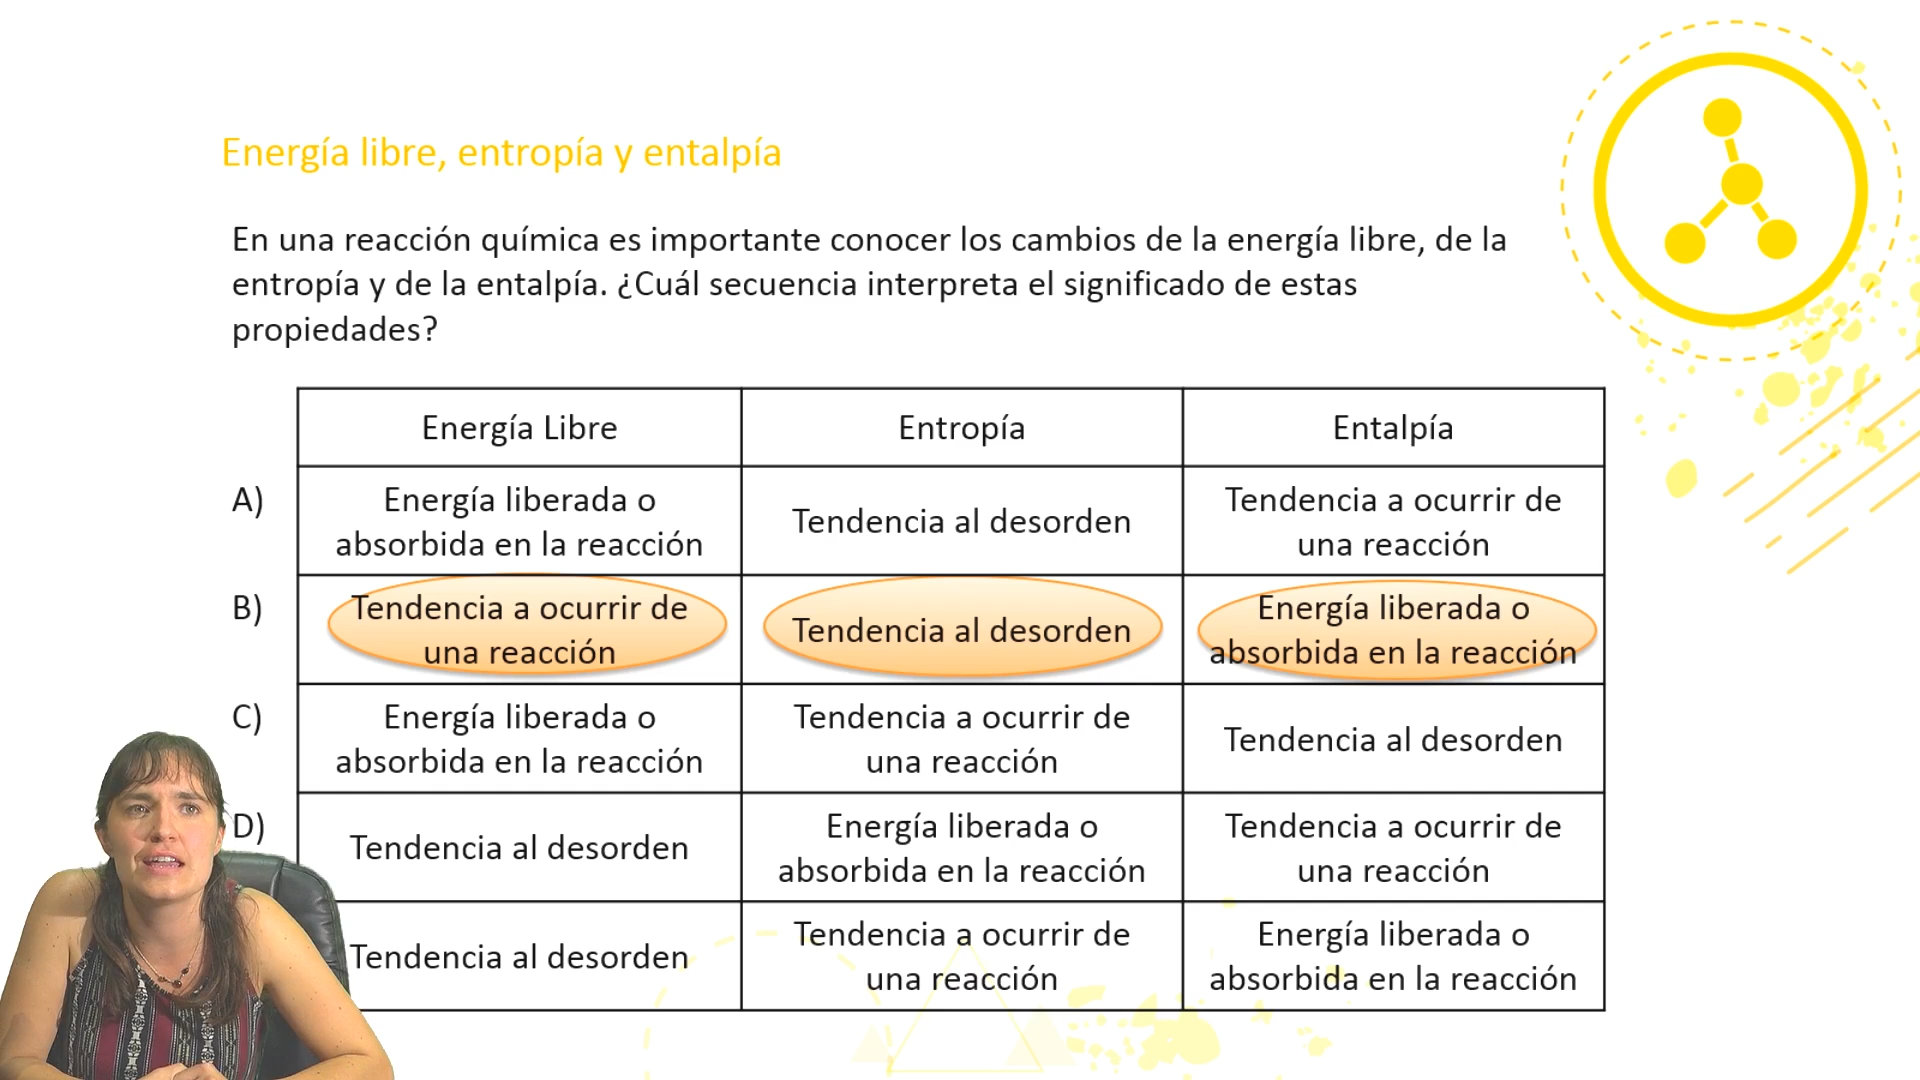 Energía libre, entropía y entalpía
En una reacción química es importante conocer los cambios de la energía libre, de la
entropía y de la entalpía. ¿Cuál secuencia interpreta el significado de estas
propiedades?
Energía Libre
Entropía
Entalpía
A)
Energía liberada o
absorbida en la reacción
Tendencia al desorden
Tendencia a ocurrir de
una reacción
B)
Tendencia a ocurrir de
una reacción
Tendencia al desorden
Energía liberada o
absorbida en la reacción
C)
Energía liberada o
absorbida en la reacción
Tendencia a ocurrir de
una reacción
Tendencia al desorden
D)
Tendencia al desorden
Energía liberada o
absorbida en la reacción
Tendencia a ocurrir de
una reacción
Tendencia al desorden
Tendencia a ocurrir de
una reacción
Energía liberada o
absorbida en la reacción